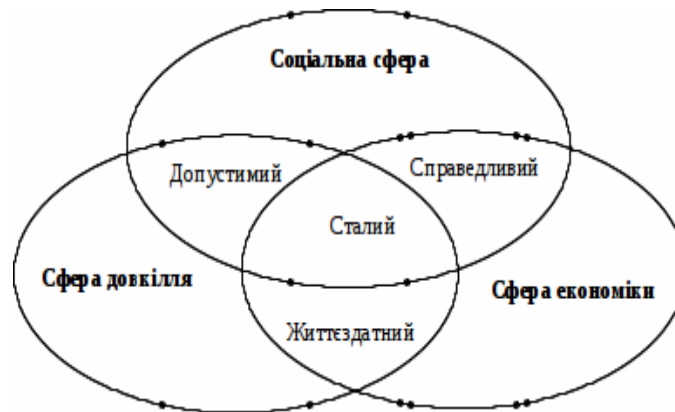 Соціальна сфера
Допустимий
Справедливий
Сталий
Сфера довкілля
Сфера економіки
Життєздатний